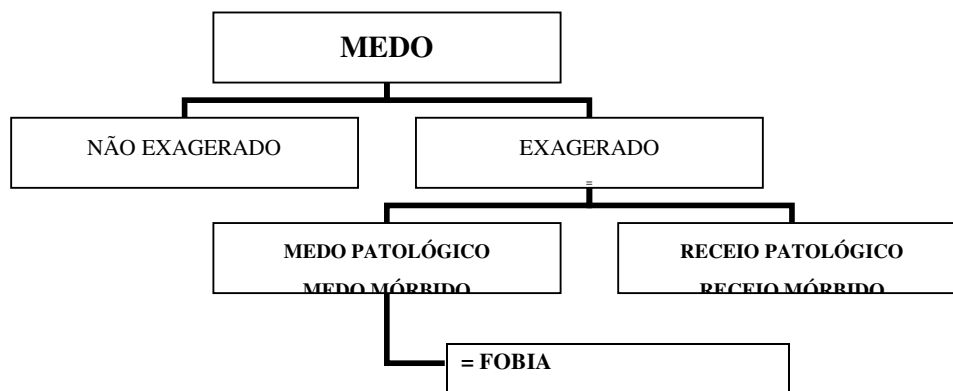 MEDO
NÃO EXAGERADO
EXAGERADO
=
MEDO PATOLÓGICO
MEDO MÓRBIDO
RECEIO PATOLÓGICO
RECEIO MÓRBIDO
= FOBIA